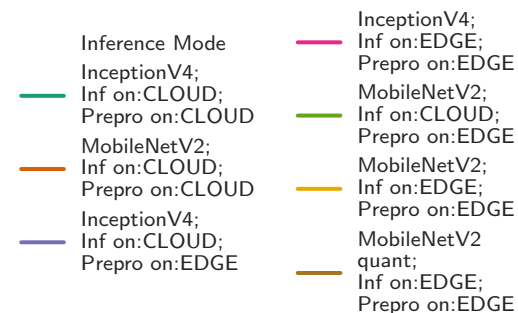 Inference Mode
InceptionV4;
Inf on:CLOUD;
Prepro on:CLOUD
MobileNetV2;
Inf on:CLOUD;
Prepro on:CLOUD
InceptionV4;
Inf on:CLOUD;
Prepro on:EDGE
InceptionV4;
Inf on:EDGE;
Prepro on:EDGE
MobileNetV2;
Inf on:CLOUD;
Prepro on:EDGE
MobileNetV2;
Inf on:EDGE;
Prepro on:EDGE
MobileNetV2
quant;
Inf on:EDGE;
Prepro on:EDGE